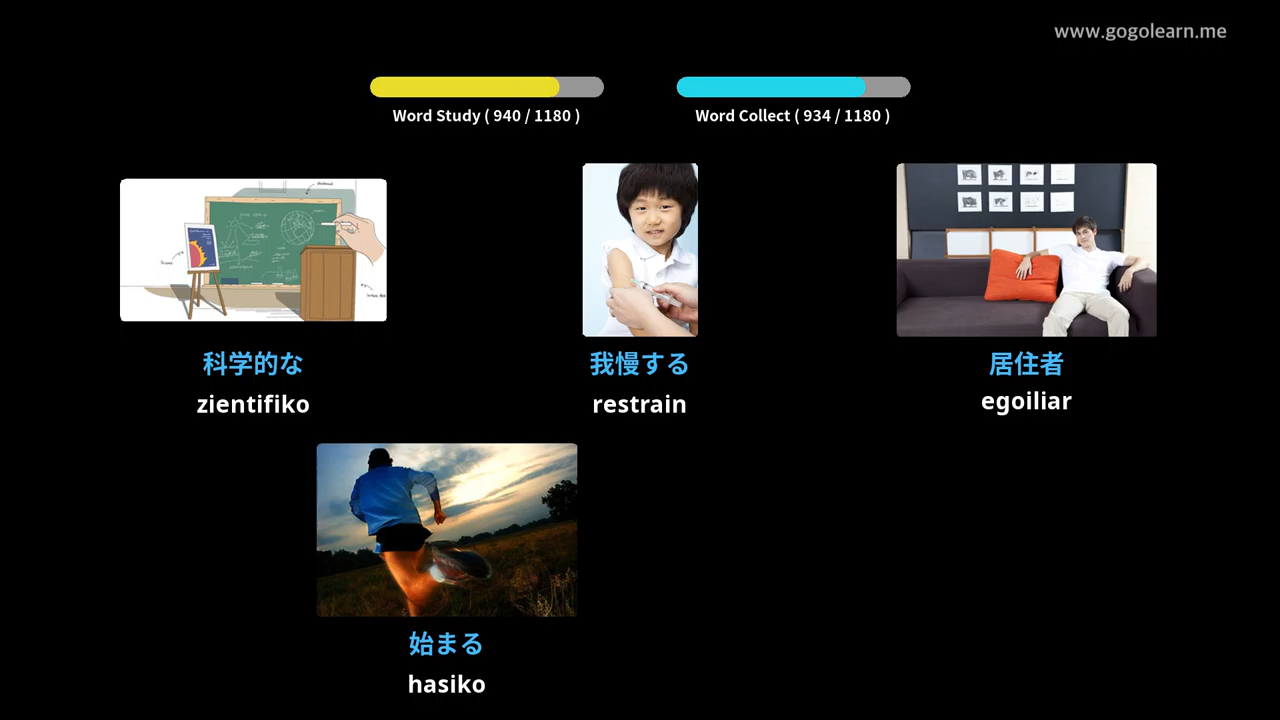 www.gogolearn.me
Word Study ( 940 / 1180 )
Word Collect ( 934 / 1180 )
科学的な
zientifiko
我慢する
restrain
居住者
egoiliar
始まる
hasiko